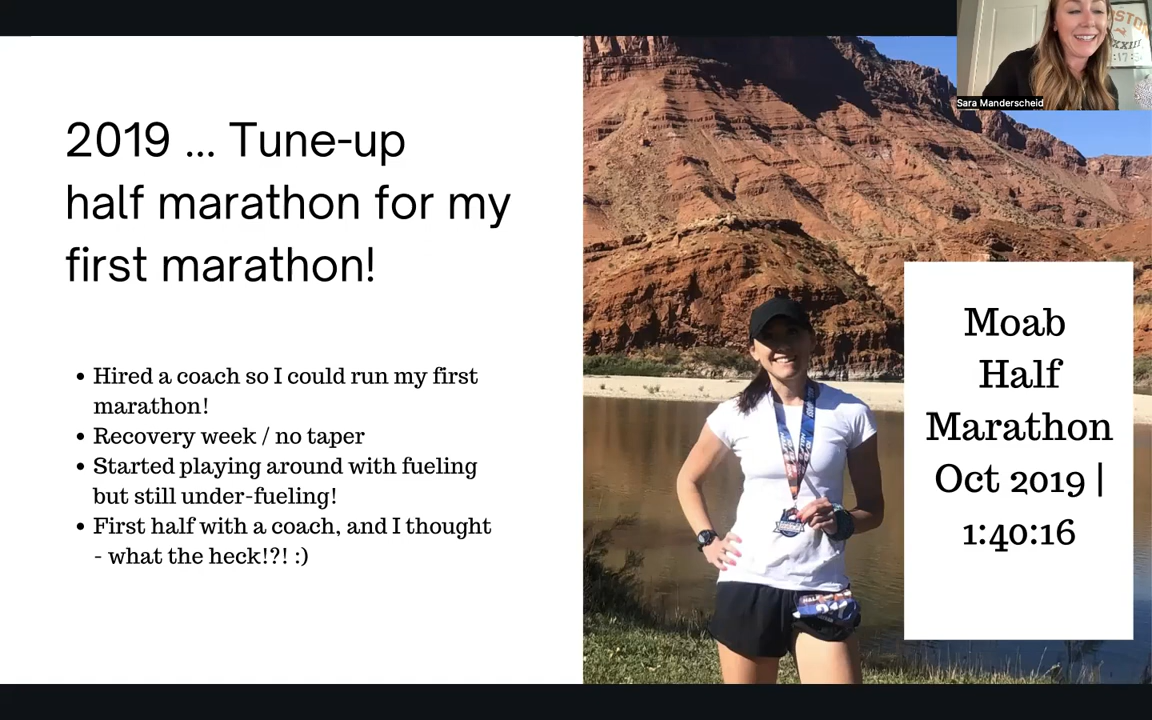 2019 ... Tune-up
half marathon for my
first marathon!
• Hired a coach so I could run my first
marathon!
• Recovery week / no taper
• Started playing around with fueling
but still under-fueling!
• First half with a coach, and I thought
- what the heck!?! :)
Moab
Half
Marathon
Oct 2019 |
1:40:16
Sara Manderscheid